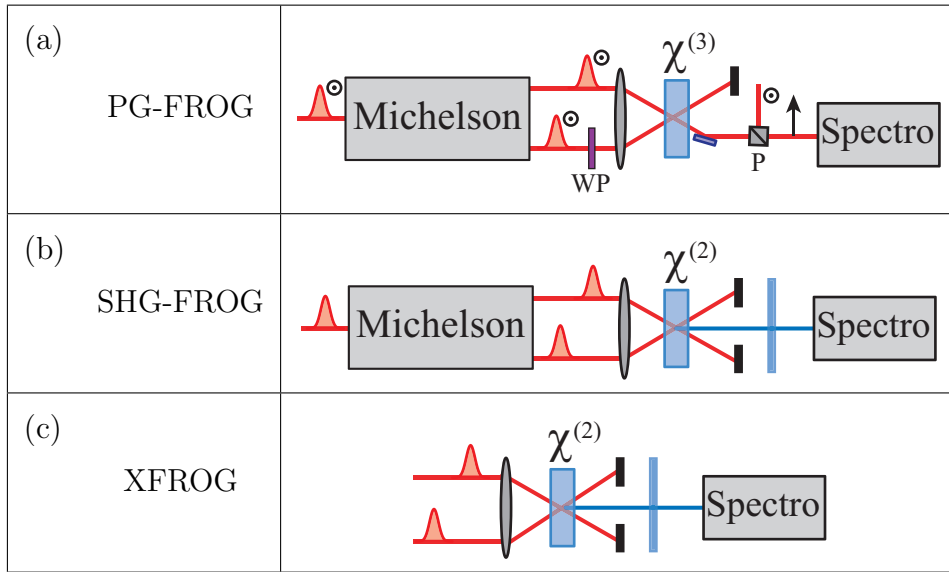 (a)
PG-FROG
Michelson
WP
χ(3)
P
Spectro
(b)
SHG-FROG
Michelson
χ(2)
Spectro
(c)
XFROG
χ(2)
Spectro